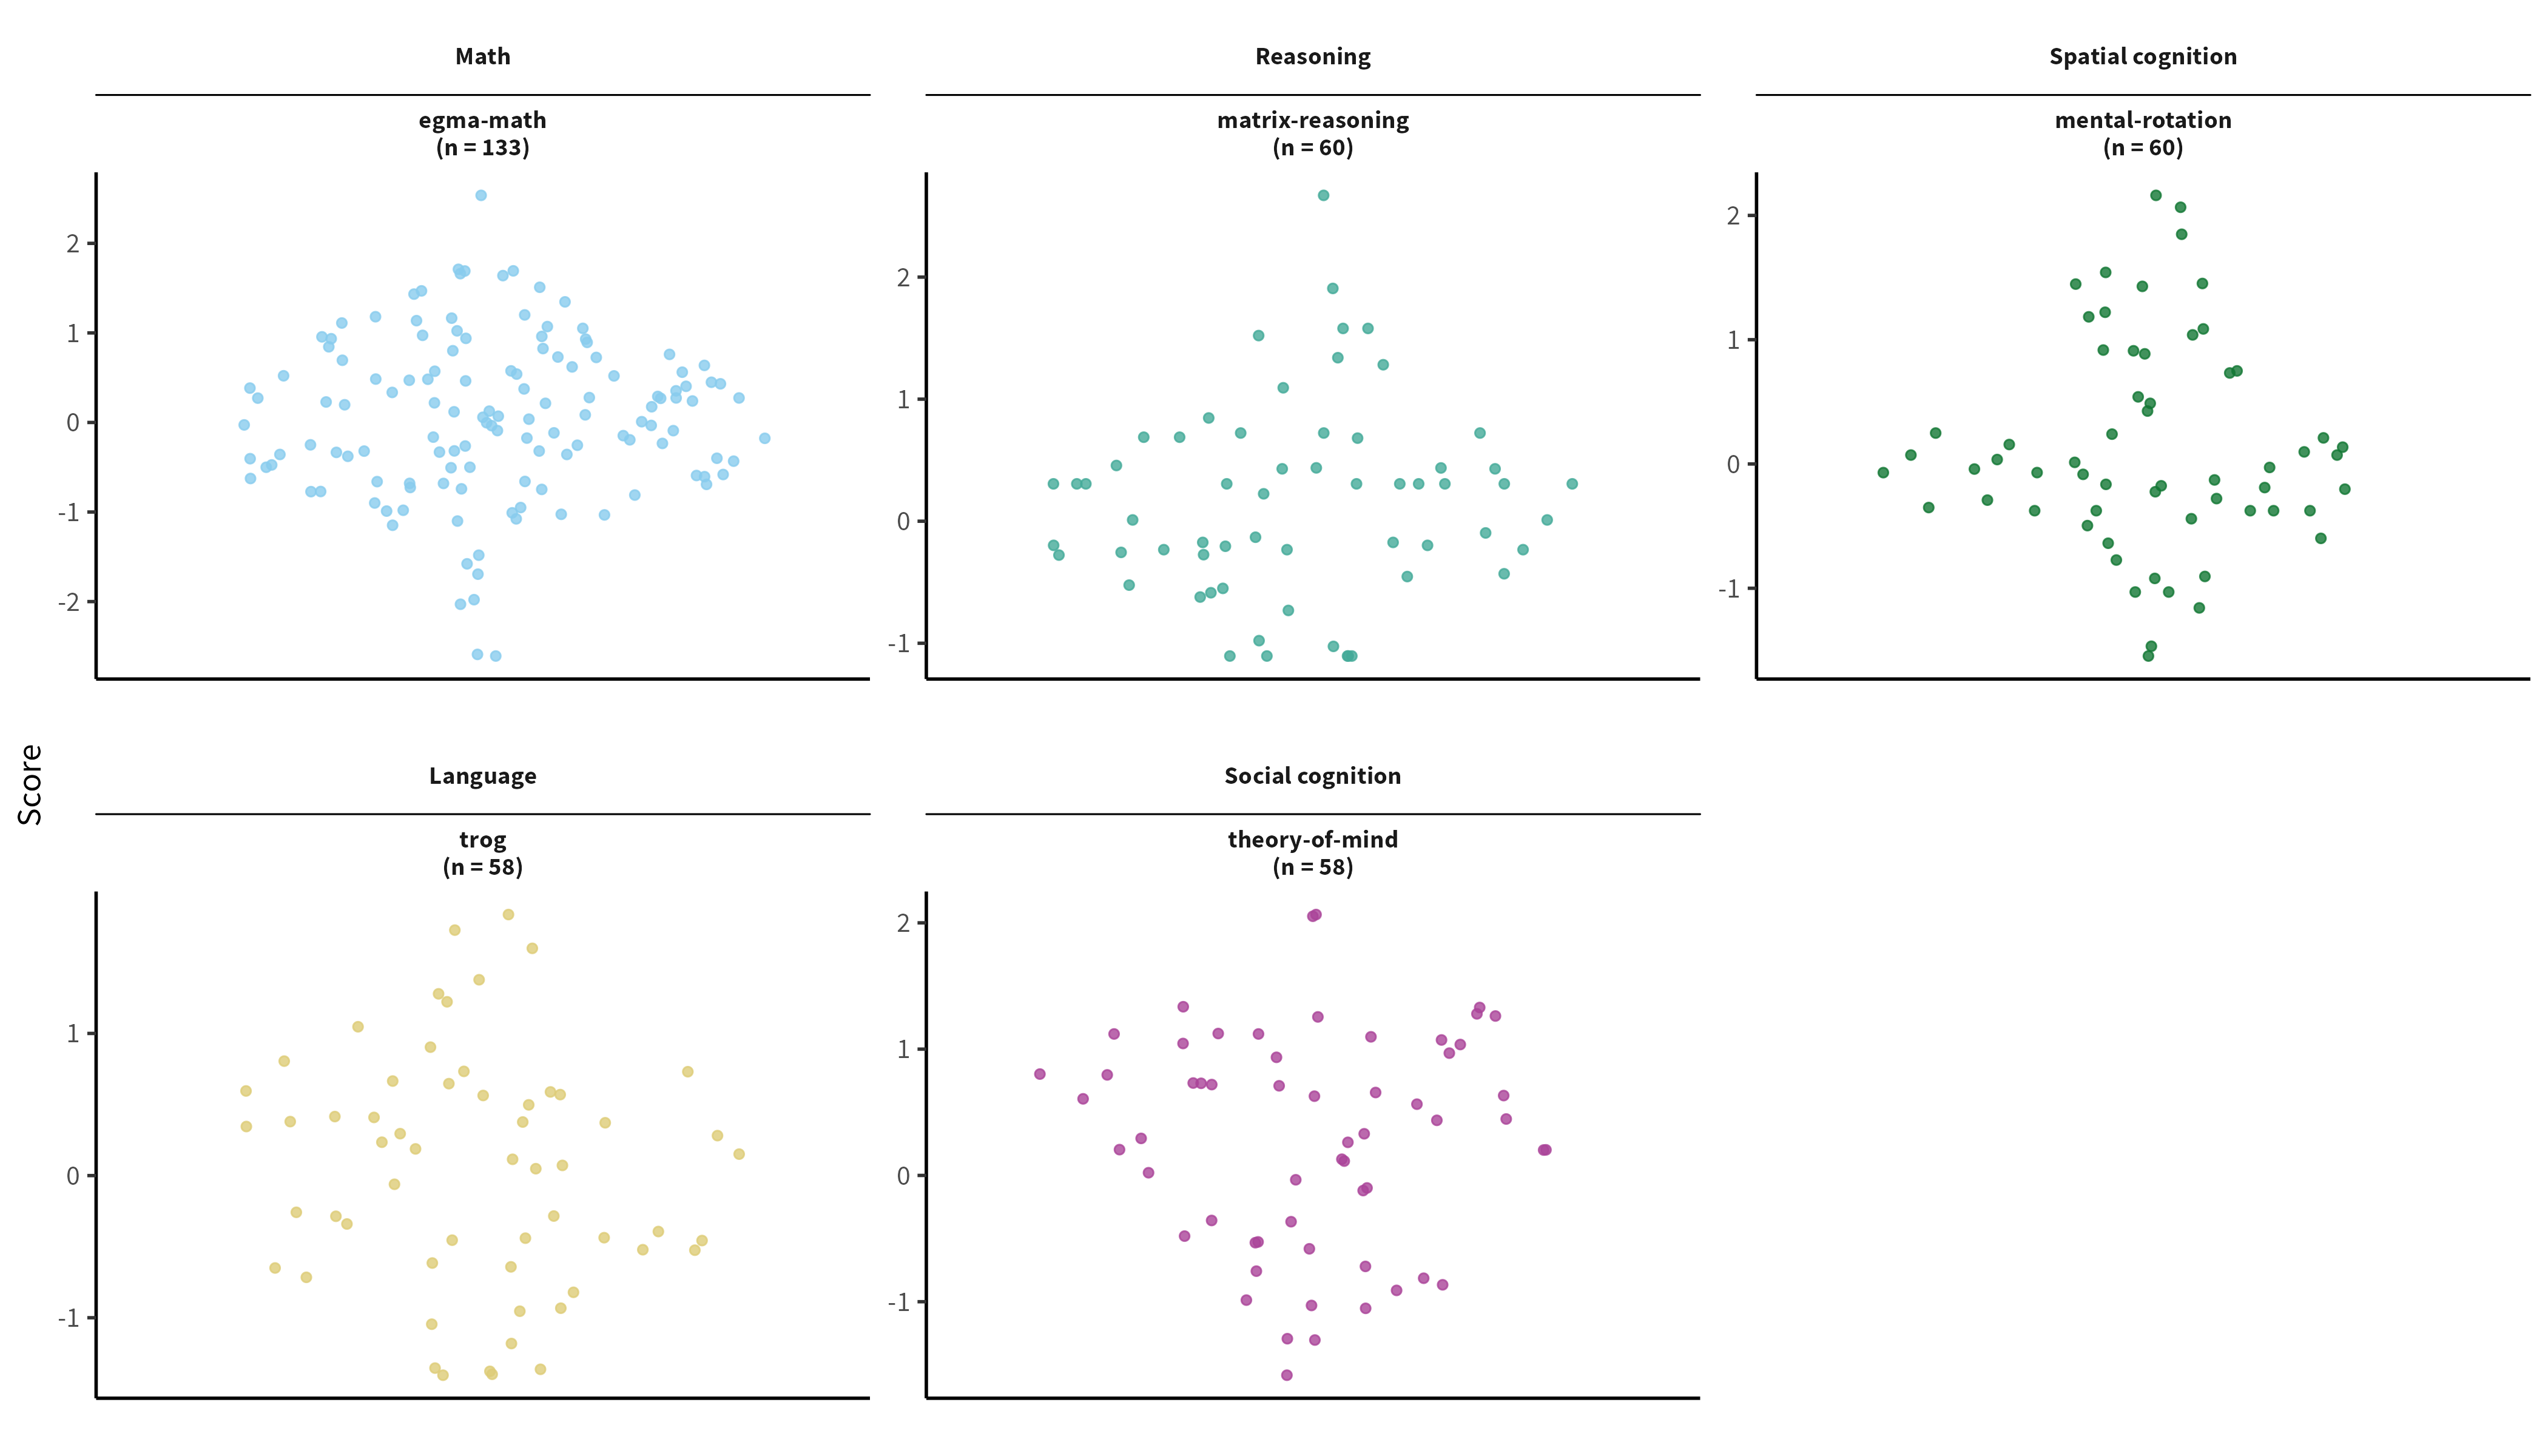 Math
egma-math
(n = 133)
2
1
0
-1
-2
Reasoning
matrix-reasoning
(n = 60)
2
1
0
-1
Spatial cognition
mental-rotation
(n = 60)
2
1
0
-1
Score
Language
trog
(n = 58)
1
0
-1
Social cognition
theory-of-mind
(n = 58)
2
1
0
-1